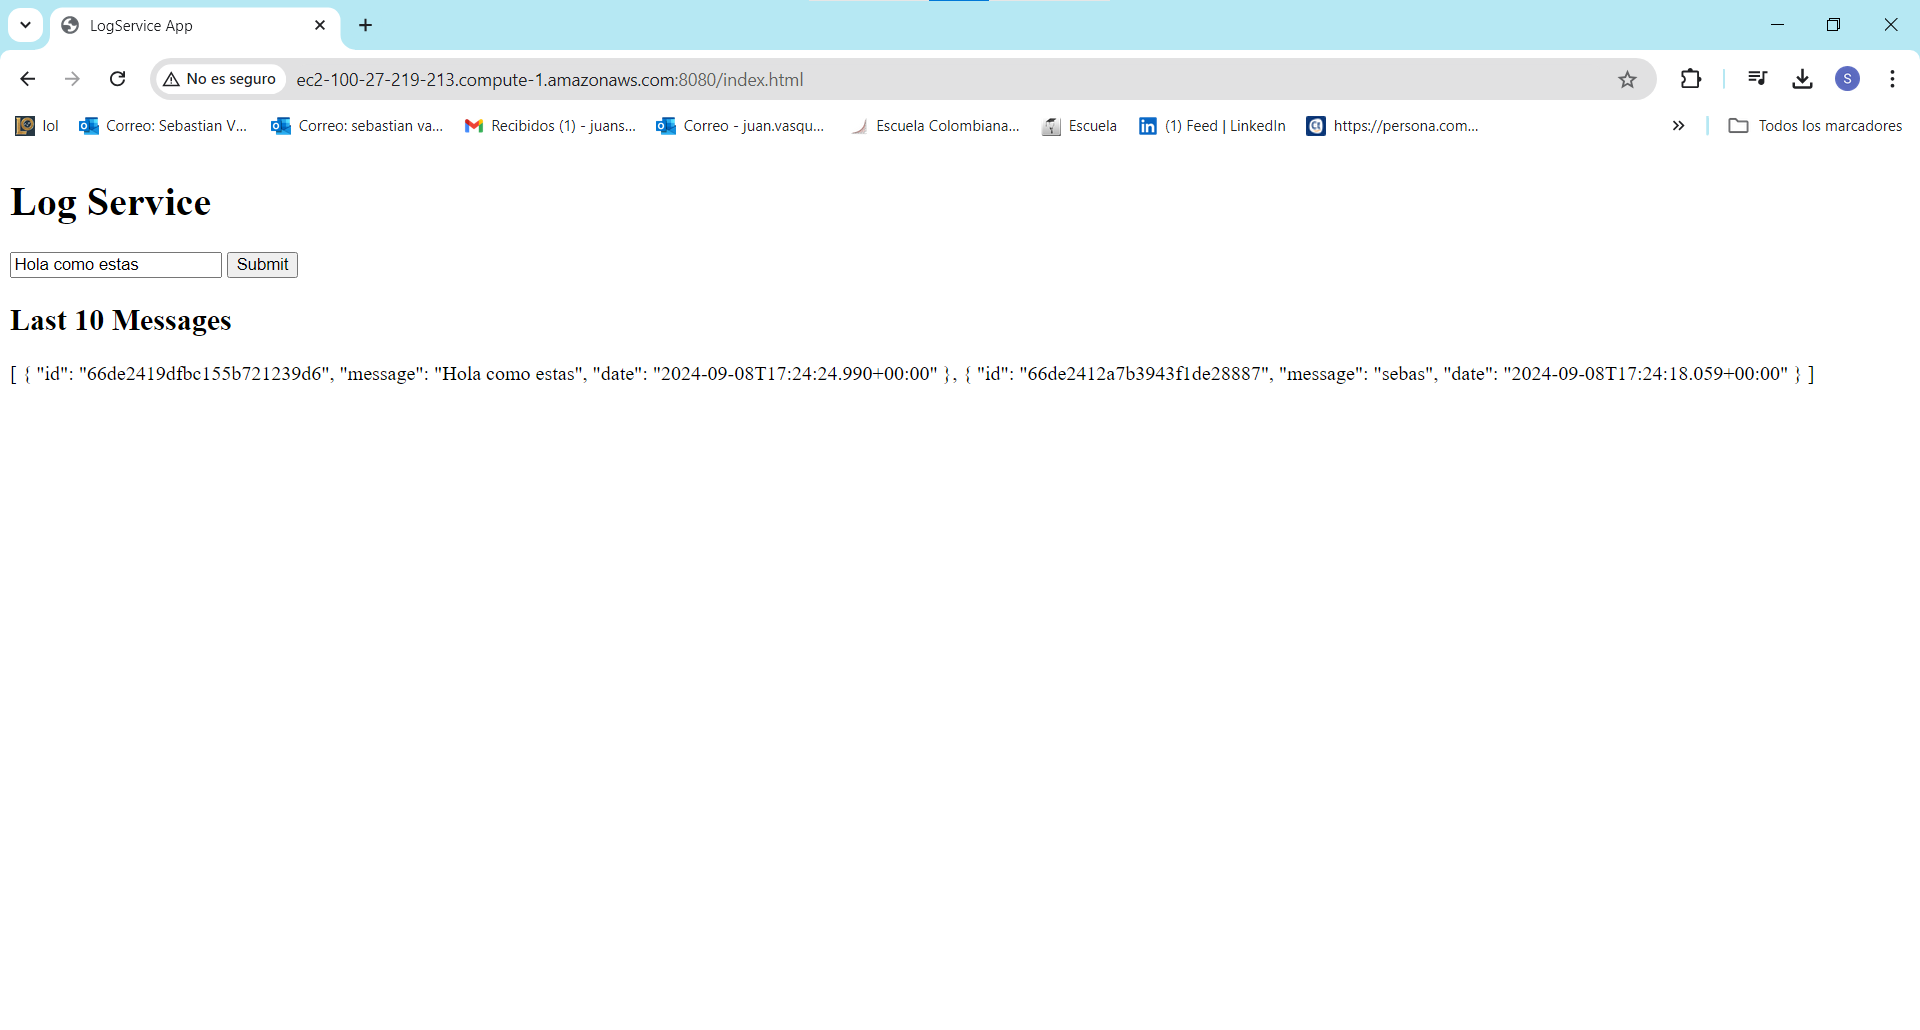 LogService App
No es seguro ec2-100-27-219-213.compute-1.amazonaws.com:8080/index.html S
lol Correo: Sebastian V... Correo: sebastian va... Recibidos (1) - juans... Correo - juan.vasqu... Escuela Colombiana... Escuela (1) Feed | LinkedIn https://persona.com... Todos los marcadores
Log Service
Hola como estas Submit
Last 10 Messages
[ { "id": "66de2419dfbc155b721239d6", "message": "Hola como estas", "date": "2024-09-08T17:24:24.990+00:00" }, { "id": "66de2412a7b3943f1de28887", "message": "sebas", "date": "2024-09-08T17:24:18.059+00:00" } ]